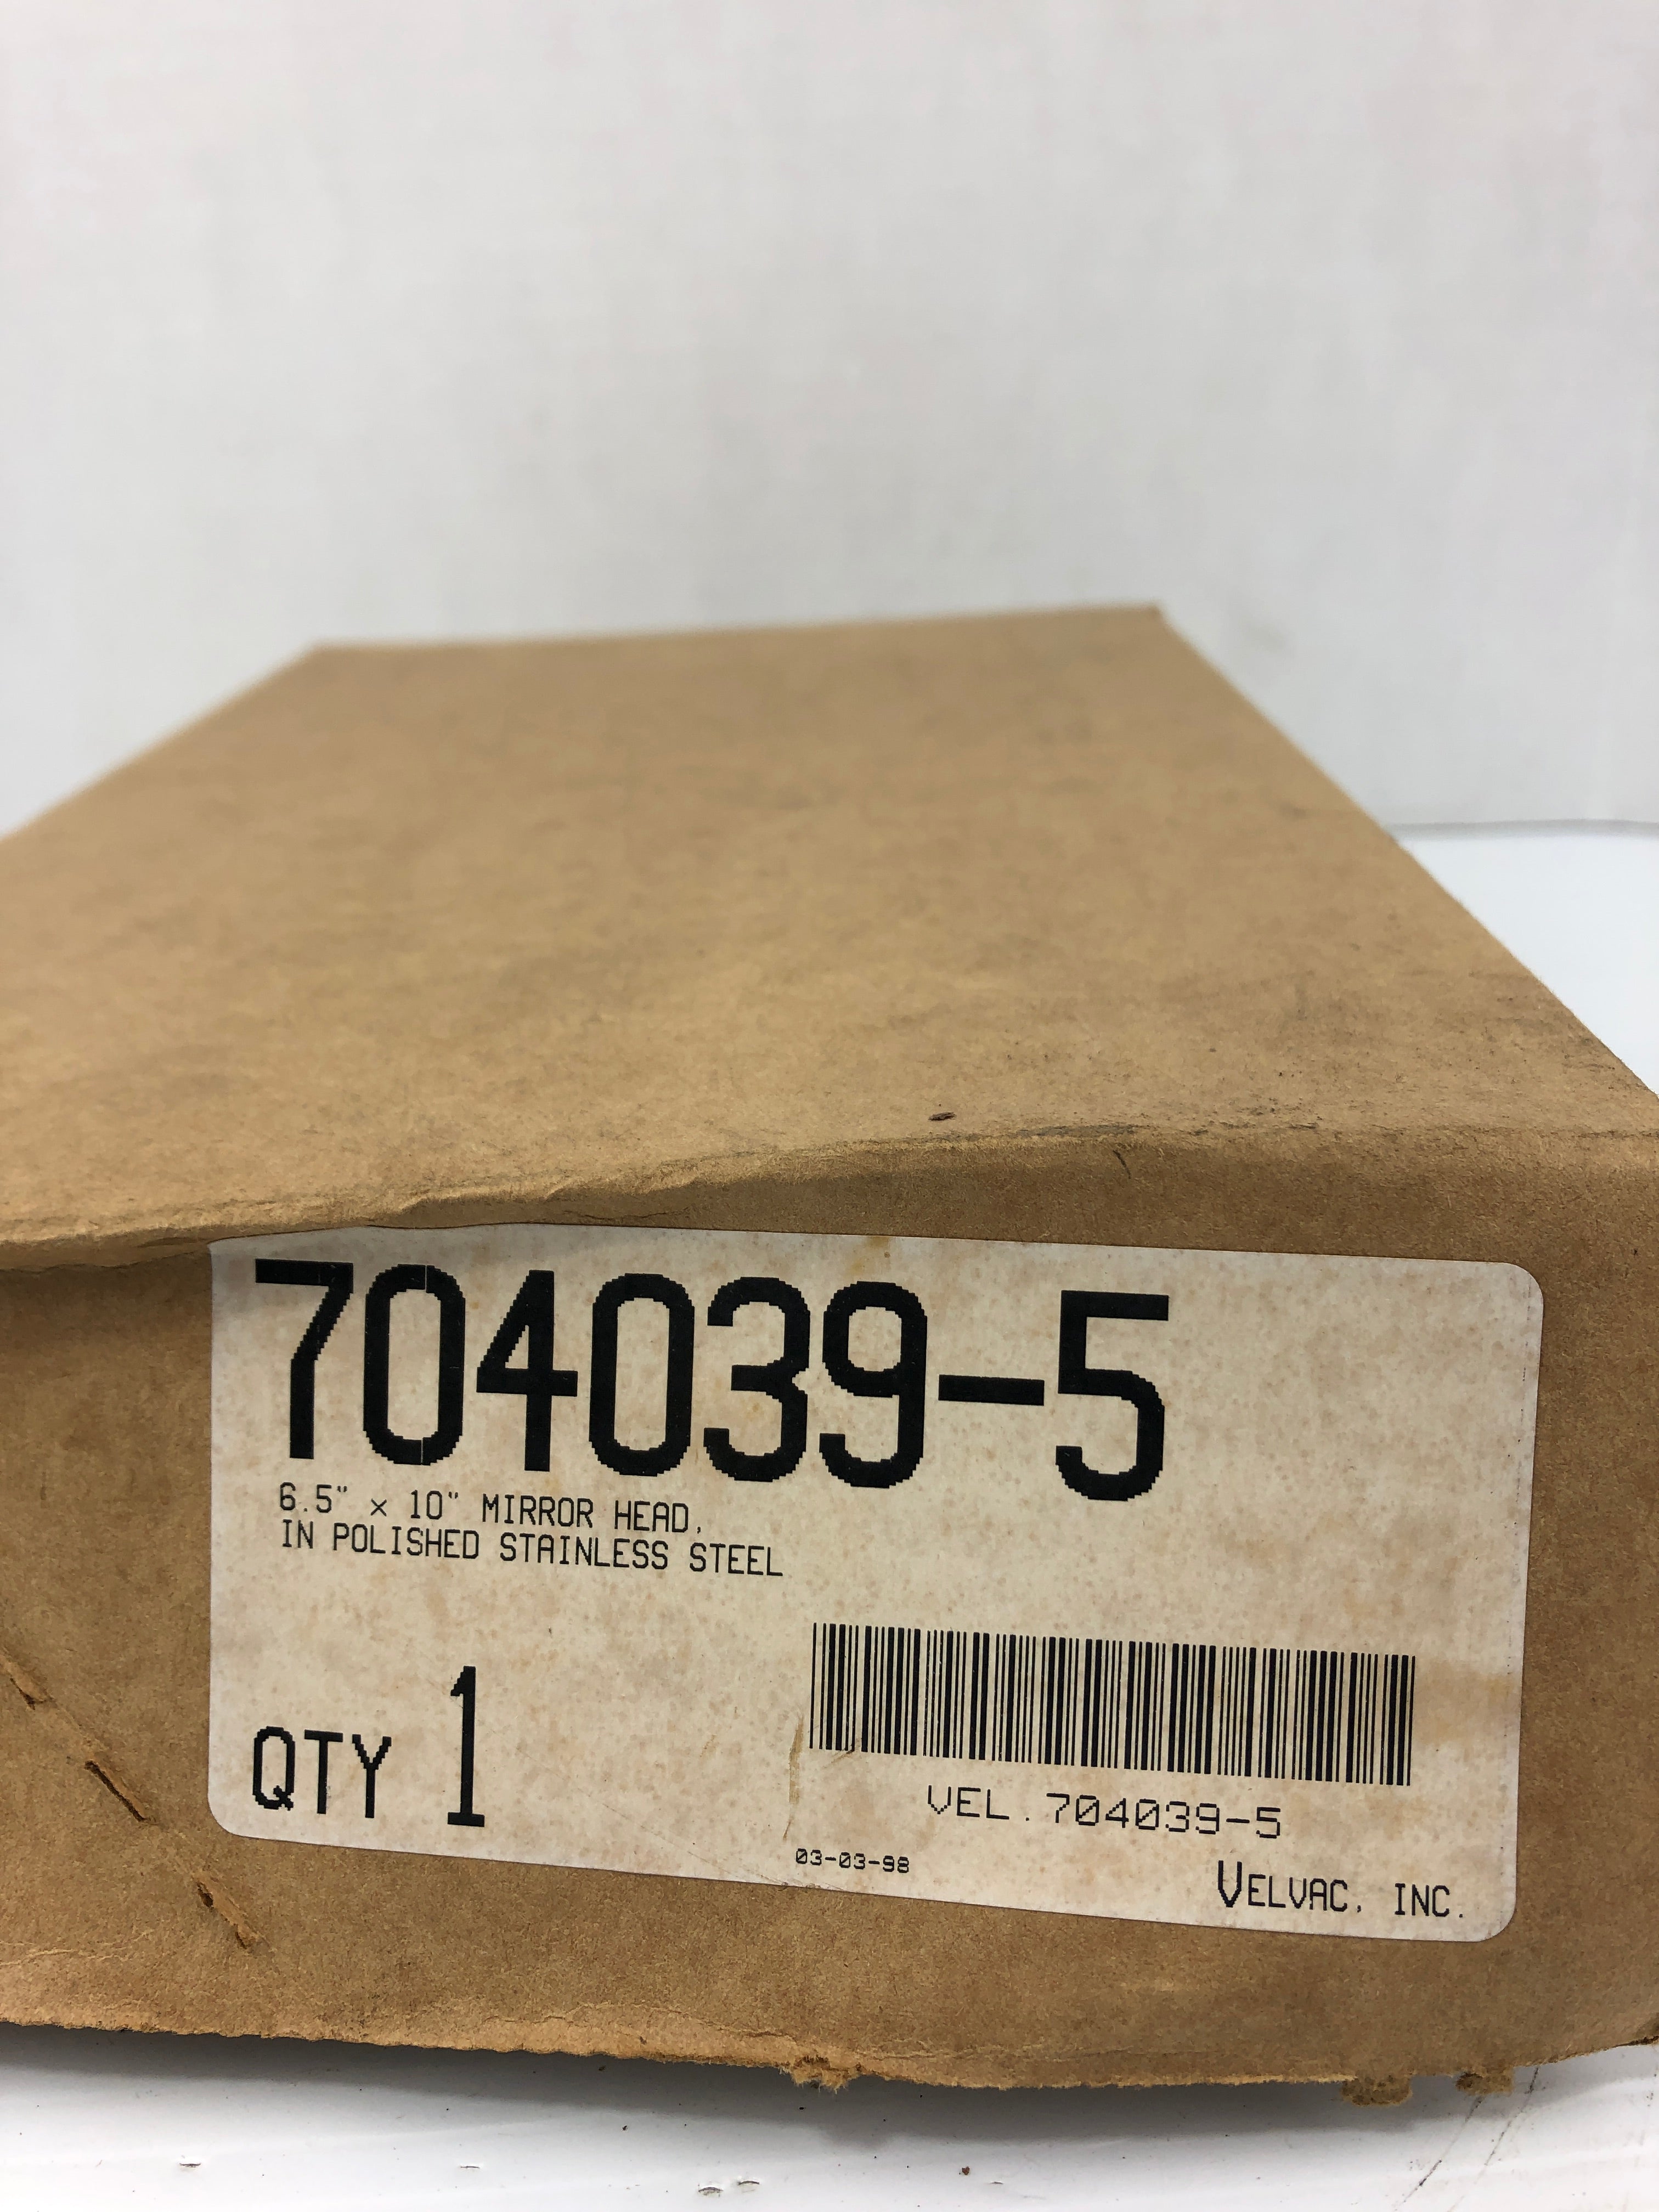 704039-5
6.5" x 10" MIRROR HEAD,
IN POLISHED STAINLESS STEEL
QTY 1
VEL.704039-5
03-03-98
VELVAC, INC.